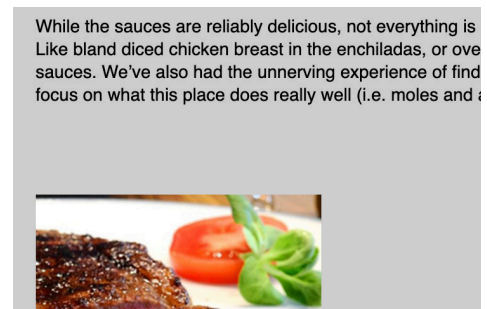 While the sauces are reliably delicious, not everything is
Like bland diced chicken breast in the enchiladas, or ove
sauces. We’ve also had the unnerving experience of find
focus on what this place does really well (i.e. moles and a